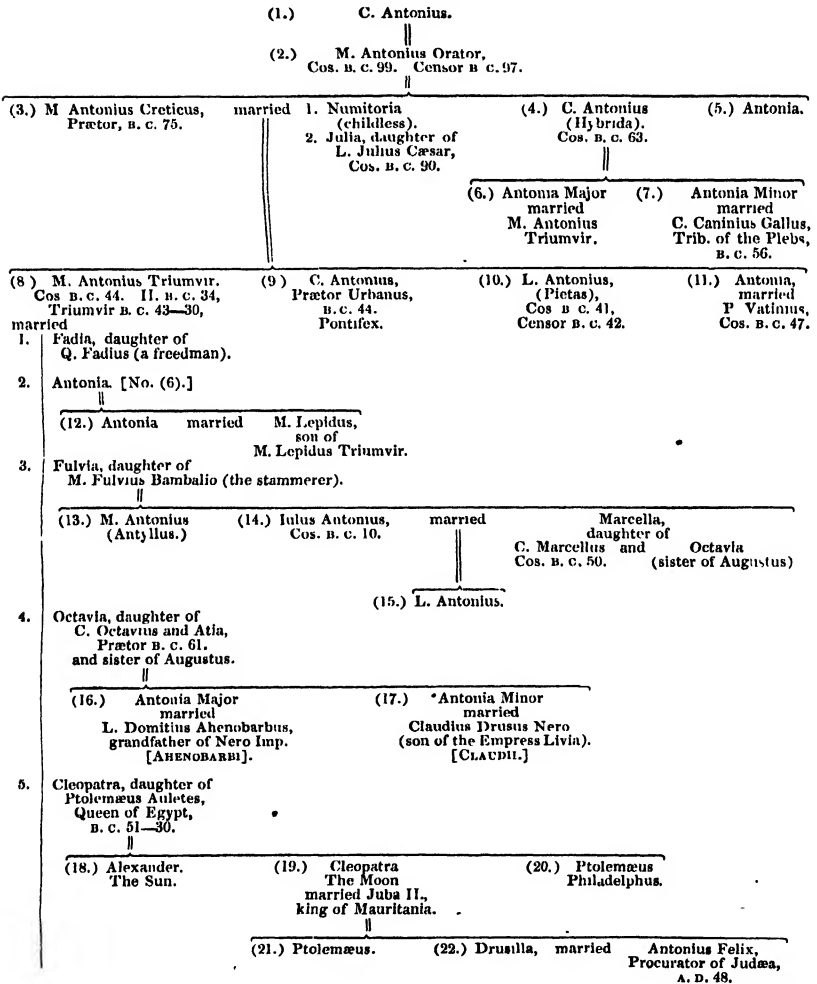 (1.) C. Antonius.
(2.) M. Antonius Orator,
Cos. B. C. 99. Censor B C. 97.
(3.) M Antonius Creticus, married 1. Numitoria (4.) C. Antonius (5.) Antonia.
Prætor, B. C. 75. (childless). (Hybrida).
2. Julia, daughter of Cos. B. C. 63.
L. Julius Cæsar,
Cos. B. C. 90.
(6.) Antonia Major (7.) Antonia Minor
married married
M. Antonius C. Caninius Gallus,
Triumvir. Trib. of the Plebs,
B. C. 56.
(8 ) M. Antonius Triumvir. (9 ) C. Antonius, (10.) L. Antonius, (11.) Antonia,
Cos B. C. 44. II. B. C. 34, Prætor Urbanus, (Pietas), married
Triumvir B. C. 43—30, B. C. 44. Cos B C. 41, P Vatinius,
married Pontifex. Censor B. C. 42. Cos. B. C. 47.
1. Fadia, daughter of
Q. Fadius (a freedman).
2. Antonia. [No. (6).]
(12.) Antonia married M. Lepidus,
son of
M. Lepidus Triumvir.
3. Fulvia, daughter of
M. Fulvius Bambalio (the stammerer).
(13.) M. Antonius (14.) Iulus Antonius, married Marcella,
(Antyllus.) Cos. B. C. 10. daughter of
C. Marcellus and Octavia
Cos. B. C. 50. (sister of Augustus)
(15.) L. Antonius.
4. Octavia, daughter of
C. Octavius and Atia,
Prætor B. C. 61.
and sister of Augustus.
(16.) Antonia Major (17.) Antonia Minor
married married
L. Domitius Ahenobarbus, Claudius Drusus Nero
grandfather of Nero Imp. (son of the Empress Livia).
[AHENOBARBI]. [CLAUDII.]
5. Cleopatra, daughter of
Ptolemæus Auletes,
Queen of Egypt,
B. C. 51—30.
(18.) Alexander. (19.) Cleopatra (20.) Ptolemæus
The Sun. The Moon Philadelphus.
married Juba II.,
king of Mauritania.
(21.) Ptolemæus. (22.) Drusilla, married Antonius Felix,
Procurator of Judæa,
A. D. 48.